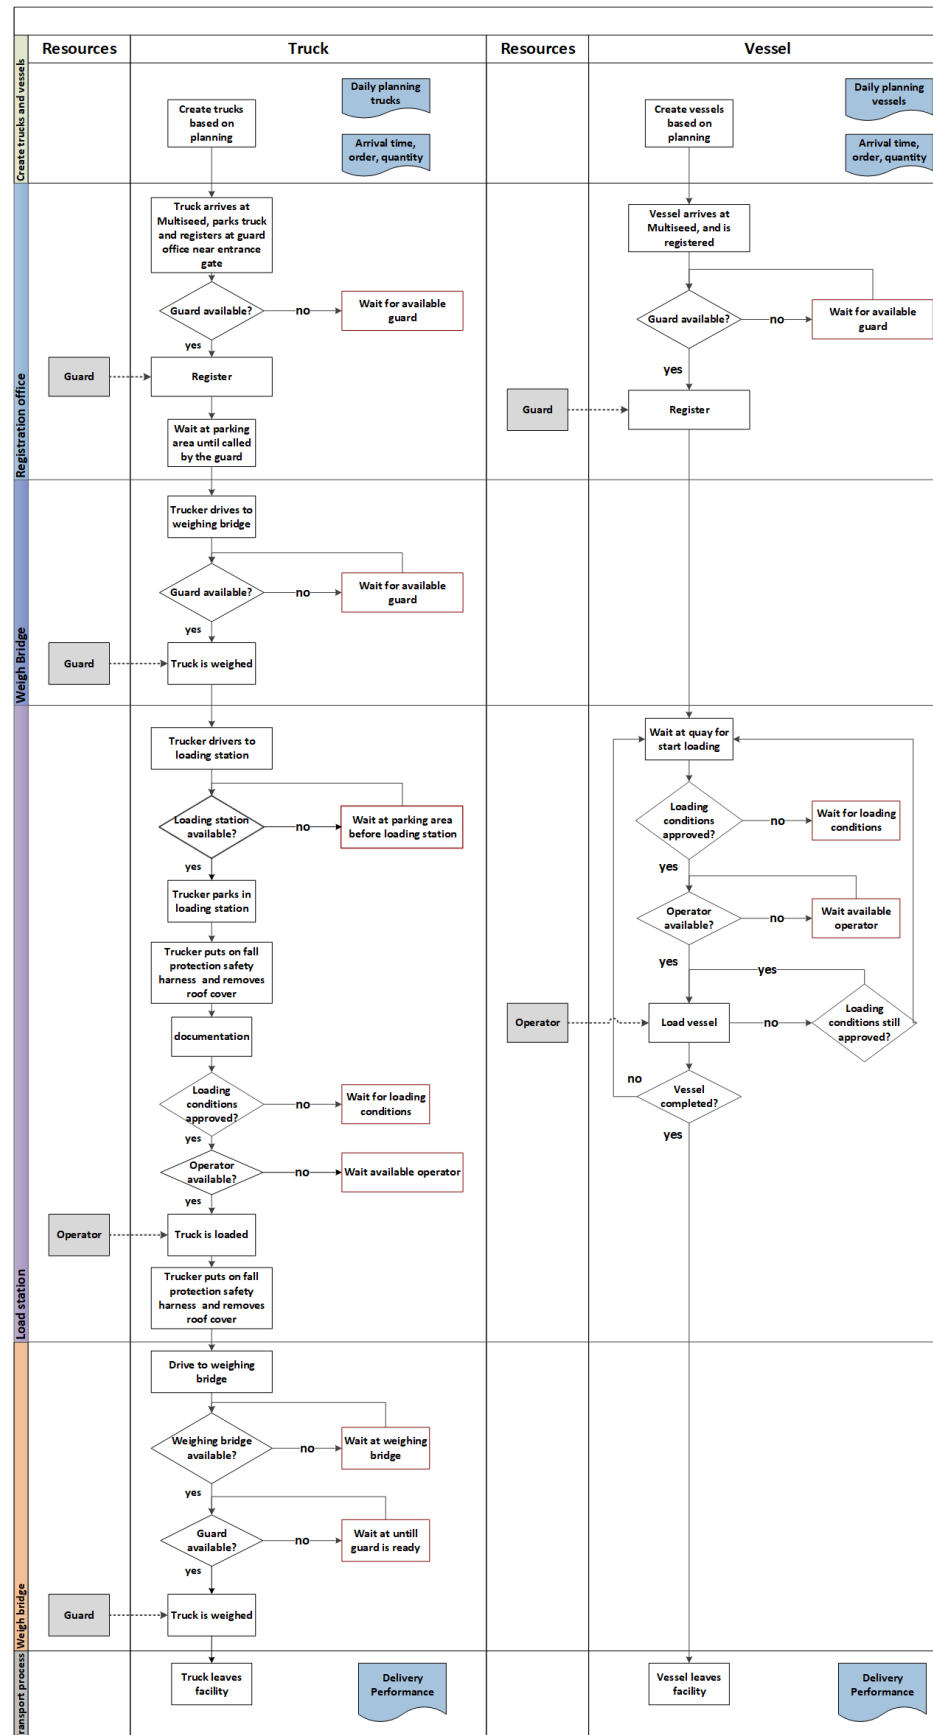 Resources
Truck
Resources
Vessel
Create trucks and vessels
Create trucks
based on
planning
Daily planning
trucks
Arrival time,
order, quantity
Create vessels
based on
planning
Daily planning
vessels
Arrival time,
order, quantity
Registration office
Truck arrives at
Multiseed, parks truck
and registers at guard
office near entrance
gate
Guard available?
no
Wait for available
guard
yes
Guard
Register
Wait at parking
area until called
by the guard
Vessel arrives at
Multiseed, and is
registered
Guard available?
no
Wait for available
guard
yes
Guard
Register
Weigh Bridge
Trucker drives to
weighing bridge
Guard available?
no
Wait for available
guard
yes
Guard
Truck is weighed
Load station
Trucker drivers to
loading station
Loading station
available?
no
Wait at parking area
before loading station
yes
Trucker parks in
loading station
Trucker puts on fall
protection safety
harness and removes
roof cover
documentation
Loading
conditions
approved?
no
Wait for loading
conditions
yes
Operator
available?
no
Wait available operator
yes
Operator
Truck is loaded
Trucker puts on fall
protection safety
harness and removes
roof cover
Wait at quay for
start loading
Loading
conditions
approved?
no
Wait for loading
conditions
yes
Operator
available?
no
Wait available
operator
yes
yes
Operator
Load vessel
no
Loading
conditions still
approved?
no
Vessel
completed?
yes
Weigh bridge
Drive to weighing
bridge
Weighing bridge
available?
no
Wait at weighing
bridge
yes
Guard
available?
no
Wait at untill
guard is ready
yes
Guard
Truck is weighed
ransport process
Truck leaves
facility
Delivery
Performance
Vessel leaves
facility
Delivery
Performance